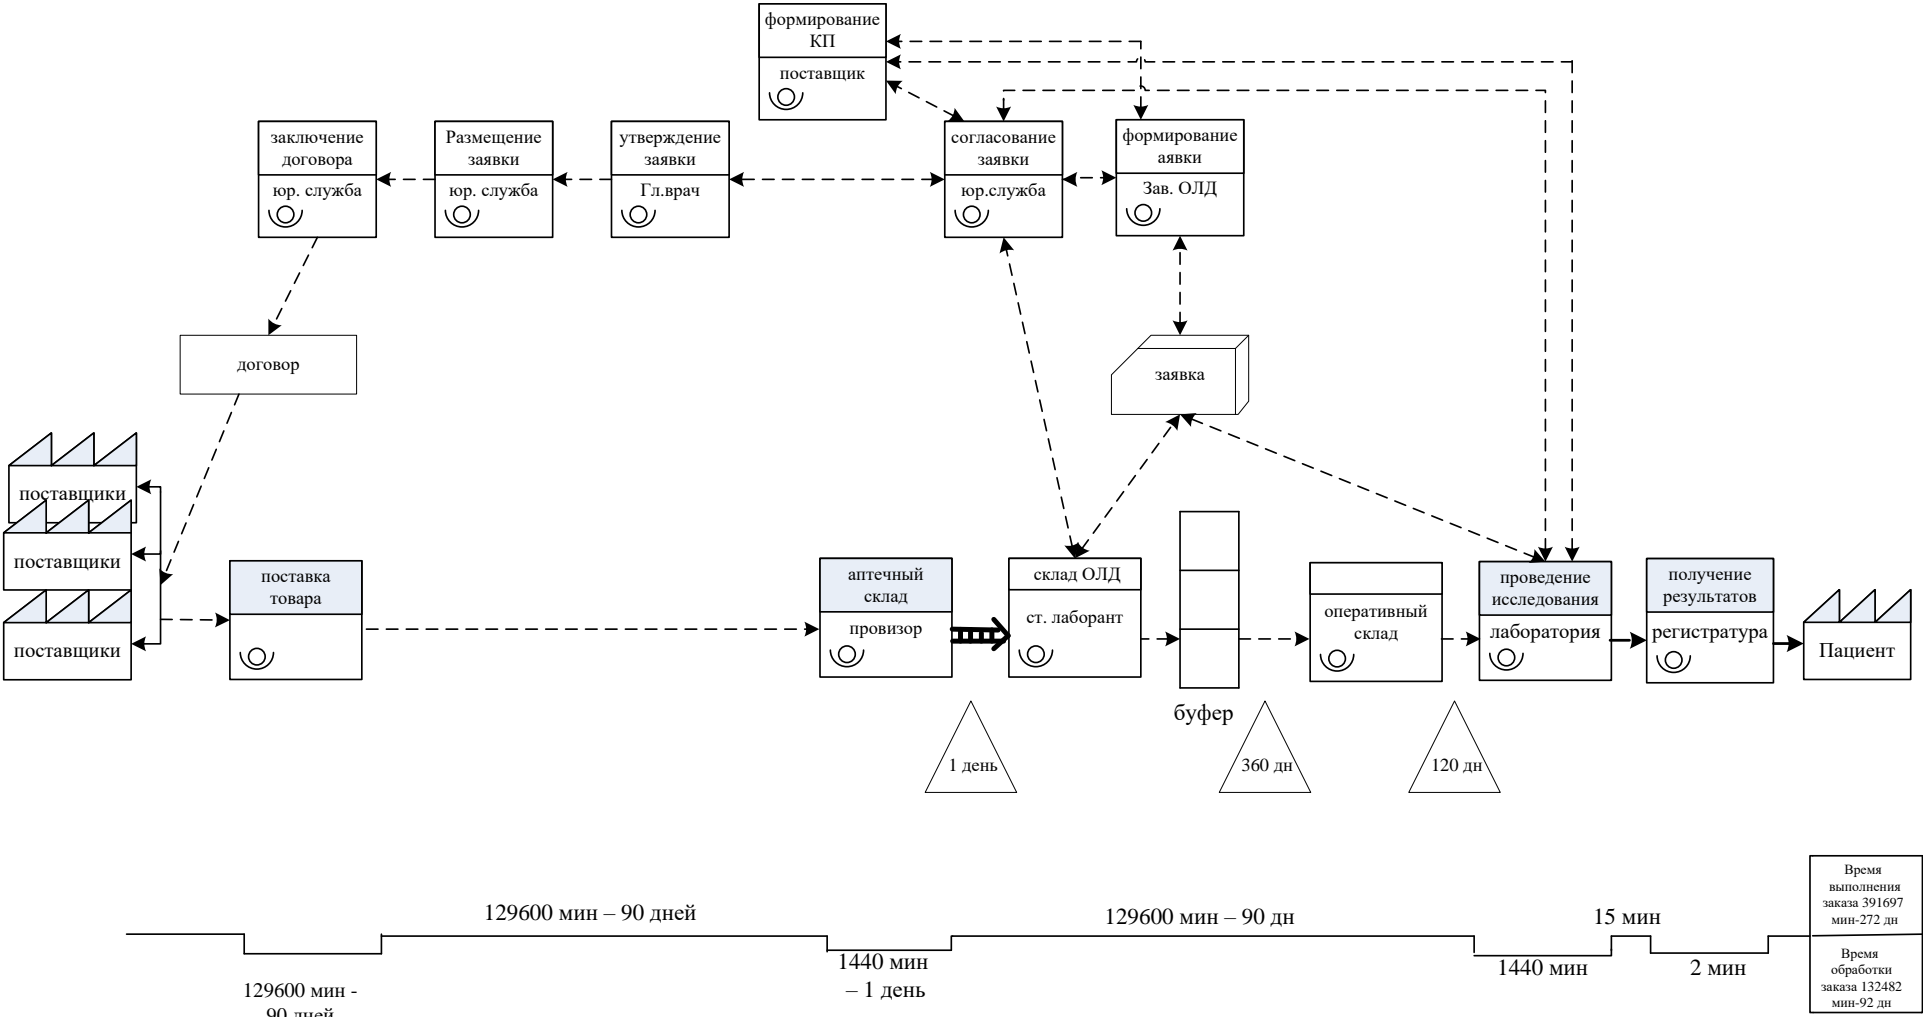 формирование
КП
поставщик
заключение
договора
юр. служба
Размещение
заявки
юр. служба
утверждение
заявки
Гл.врач
согласование
заявки
юр.служба
формирование
аявки
Зав. ОЛД
договор
заявка
поставщики
поставщики
поставщики
поставка
товара
аптечный
склад
провизор
склад ОЛД
ст. лаборант
буфер
оперативный
склад
проведение
исследования
лаборатория
получение
результатов
регистратура
Пациент
1 день
360 дн
120 дн
129600 мин -
90 дней
129600 мин – 90 дней
1440 мин
– 1 день
129600 мин – 90 дн
1440 мин
15 мин
2 мин
Время
выполнения
заказа 391697
мин-272 дн
Время
обработки
заказа 132482
мин-92 дн